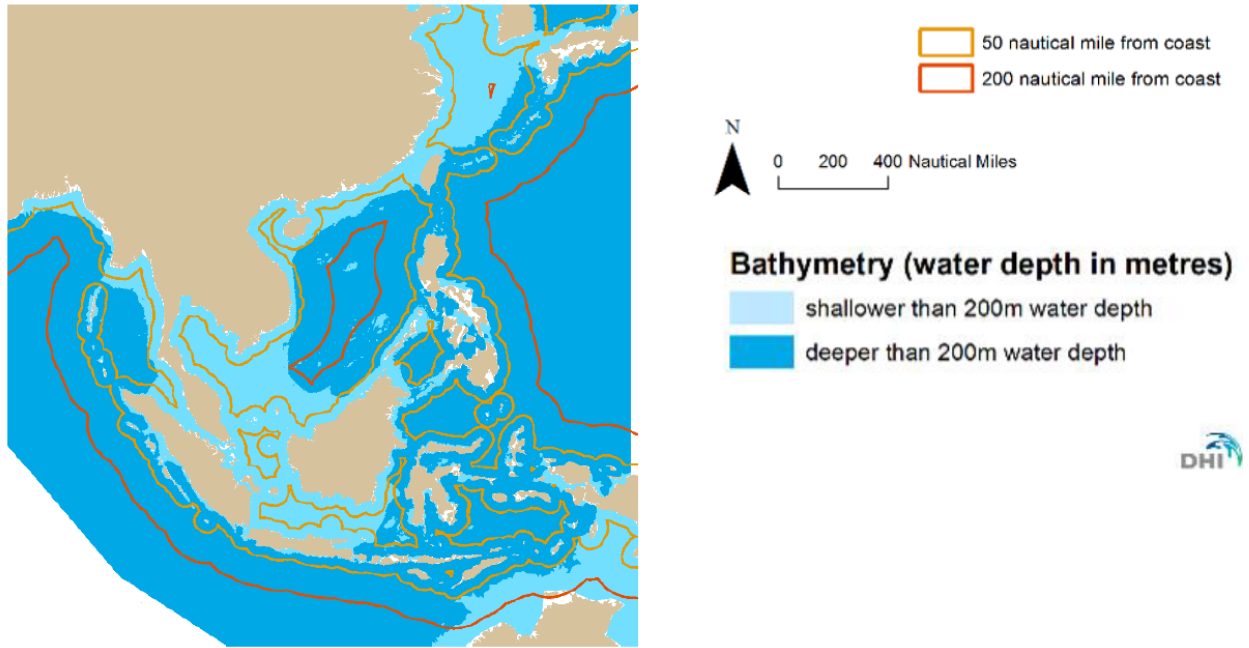 50 nautical mile from coast
200 nautical mile from coast
N
0 200 400 Nautical Miles
Bathymetry (water depth in metres)
shallower than 200m water depth
deeper than 200m water depth
DHI